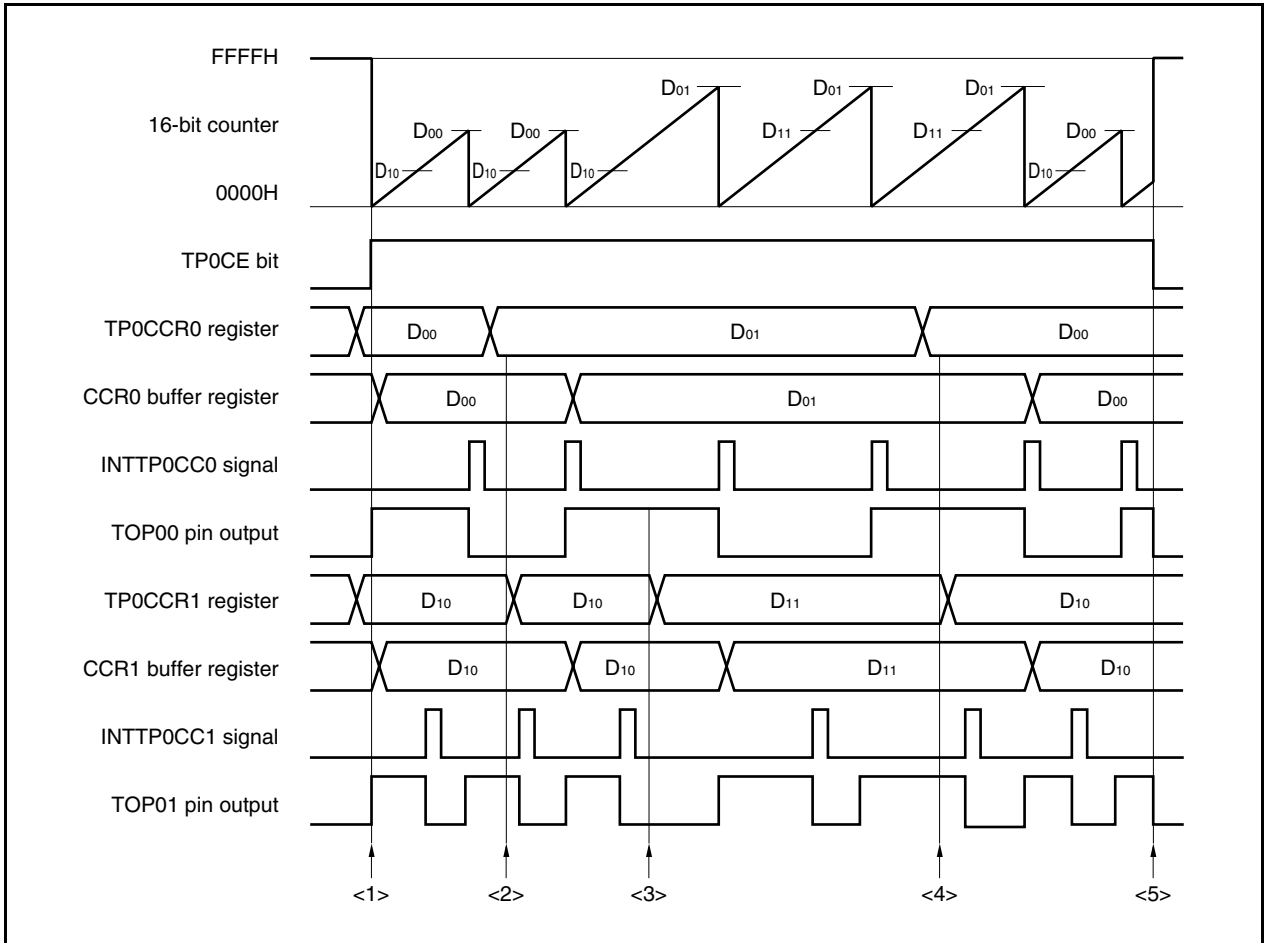 FFFFH
16-bit counter
0000H
D00 D00 D01 D01 D01 D00
D10 D10 D10 D11 D11 D10
TP0CE bit
TP0CCR0 register D00 D01 D00
CCR0 buffer register D00 D01 D00
INTTP0CC0 signal
TOP00 pin output
TP0CCR1 register D10 D10 D11 D10
CCR1 buffer register D10 D10 D11 D10
INTTP0CC1 signal
TOP01 pin output
<1> <2> <3> <4> <5>